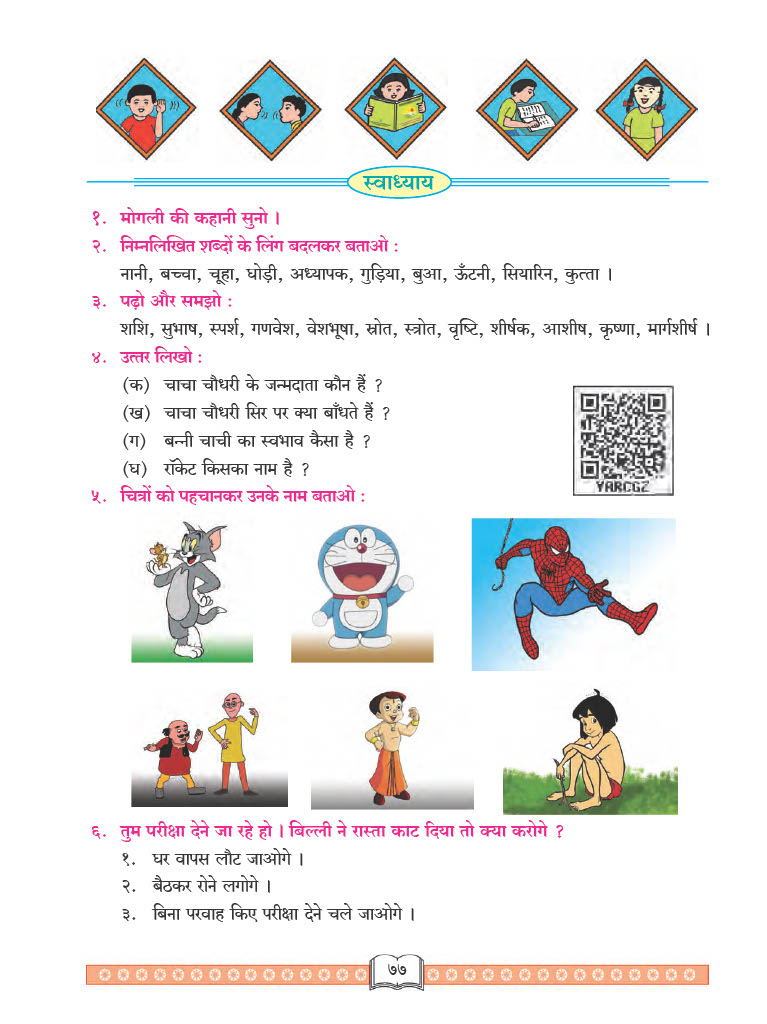 स्वाध्याय
१. मोगली की कहानी सुनो ।
२. निम्नलिखित शब्दों के लिंग बदलकर बताओ :
नानी, बच्चा, चूहा, घोड़ी, अध्यापक, गुड़िया, बुआ, ऊँटनी, सियारिन, कुत्ता ।
३. पढ़ो और समझो :
शशि, सुभाष, स्पर्श, गणवेश, वेशभूषा, स्रोत, स्त्रोत, वृष्टि, शीर्षक, आशीष, कृष्णा, मार्गशीर्ष ।
४. उत्तर लिखो :
(क) चाचा चौधरी के जन्मदाता कौन हैं ?
(ख) चाचा चौधरी सिर पर क्या बाँधते हैं ?
(ग) बन्नी चाची का स्वभाव कैसा है ?
(घ) रॉकेट किसका नाम है ?
YARCGZ
५. चित्रों को पहचानकर उनके नाम बताओ :
६. तुम परीक्षा देने जा रहे हो । बिल्ली ने रास्ता काट दिया तो क्या करोगे ?
१. घर वापस लौट जाओगे ।
२. बैठकर रोने लगोगे ।
३. बिना परवाह किए परीक्षा देने चले जाओगे ।
७७